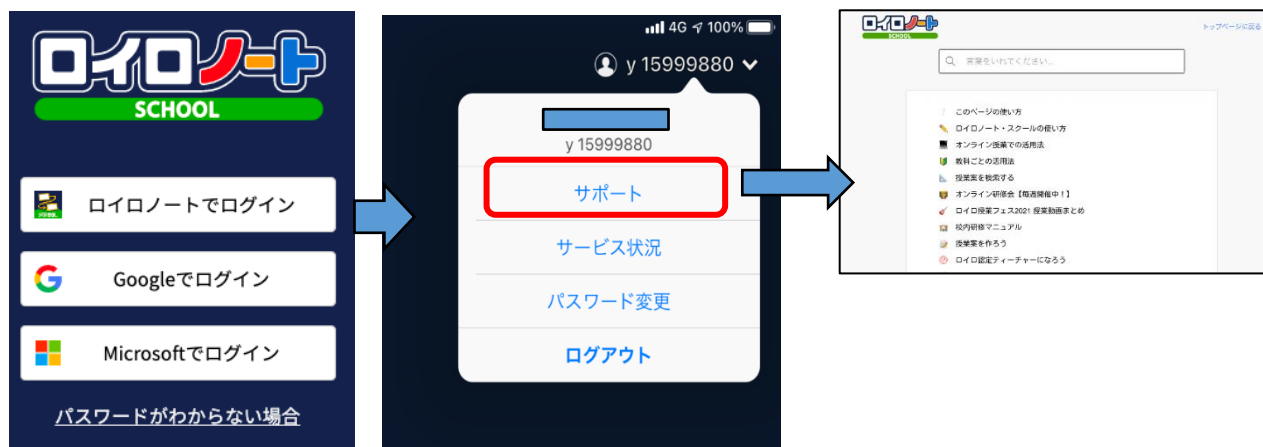 ロイロノート
SCHOOL
ロイロノートでログイン
Googleでログイン
Microsoftでログイン
パスワードがわからない場合
4G 100%
y 15999880
y 15999880
サポート
サービス状況
パスワード変更
ログアウト
ロイロノート
SCHOOL
トップページに戻る
言葉をいれてください...
このページの使い方
ロイロノート・スクールの使い方
オンライン授業での活用法
教科ごとの活用法
授業案を検索する
オンライン研修会【毎週開催中！】
ロイロ授業フェス2021 授業動画まとめ
校内研修マニュアル
授業案を作ろう
ロイロ認定ティーチャーになろう